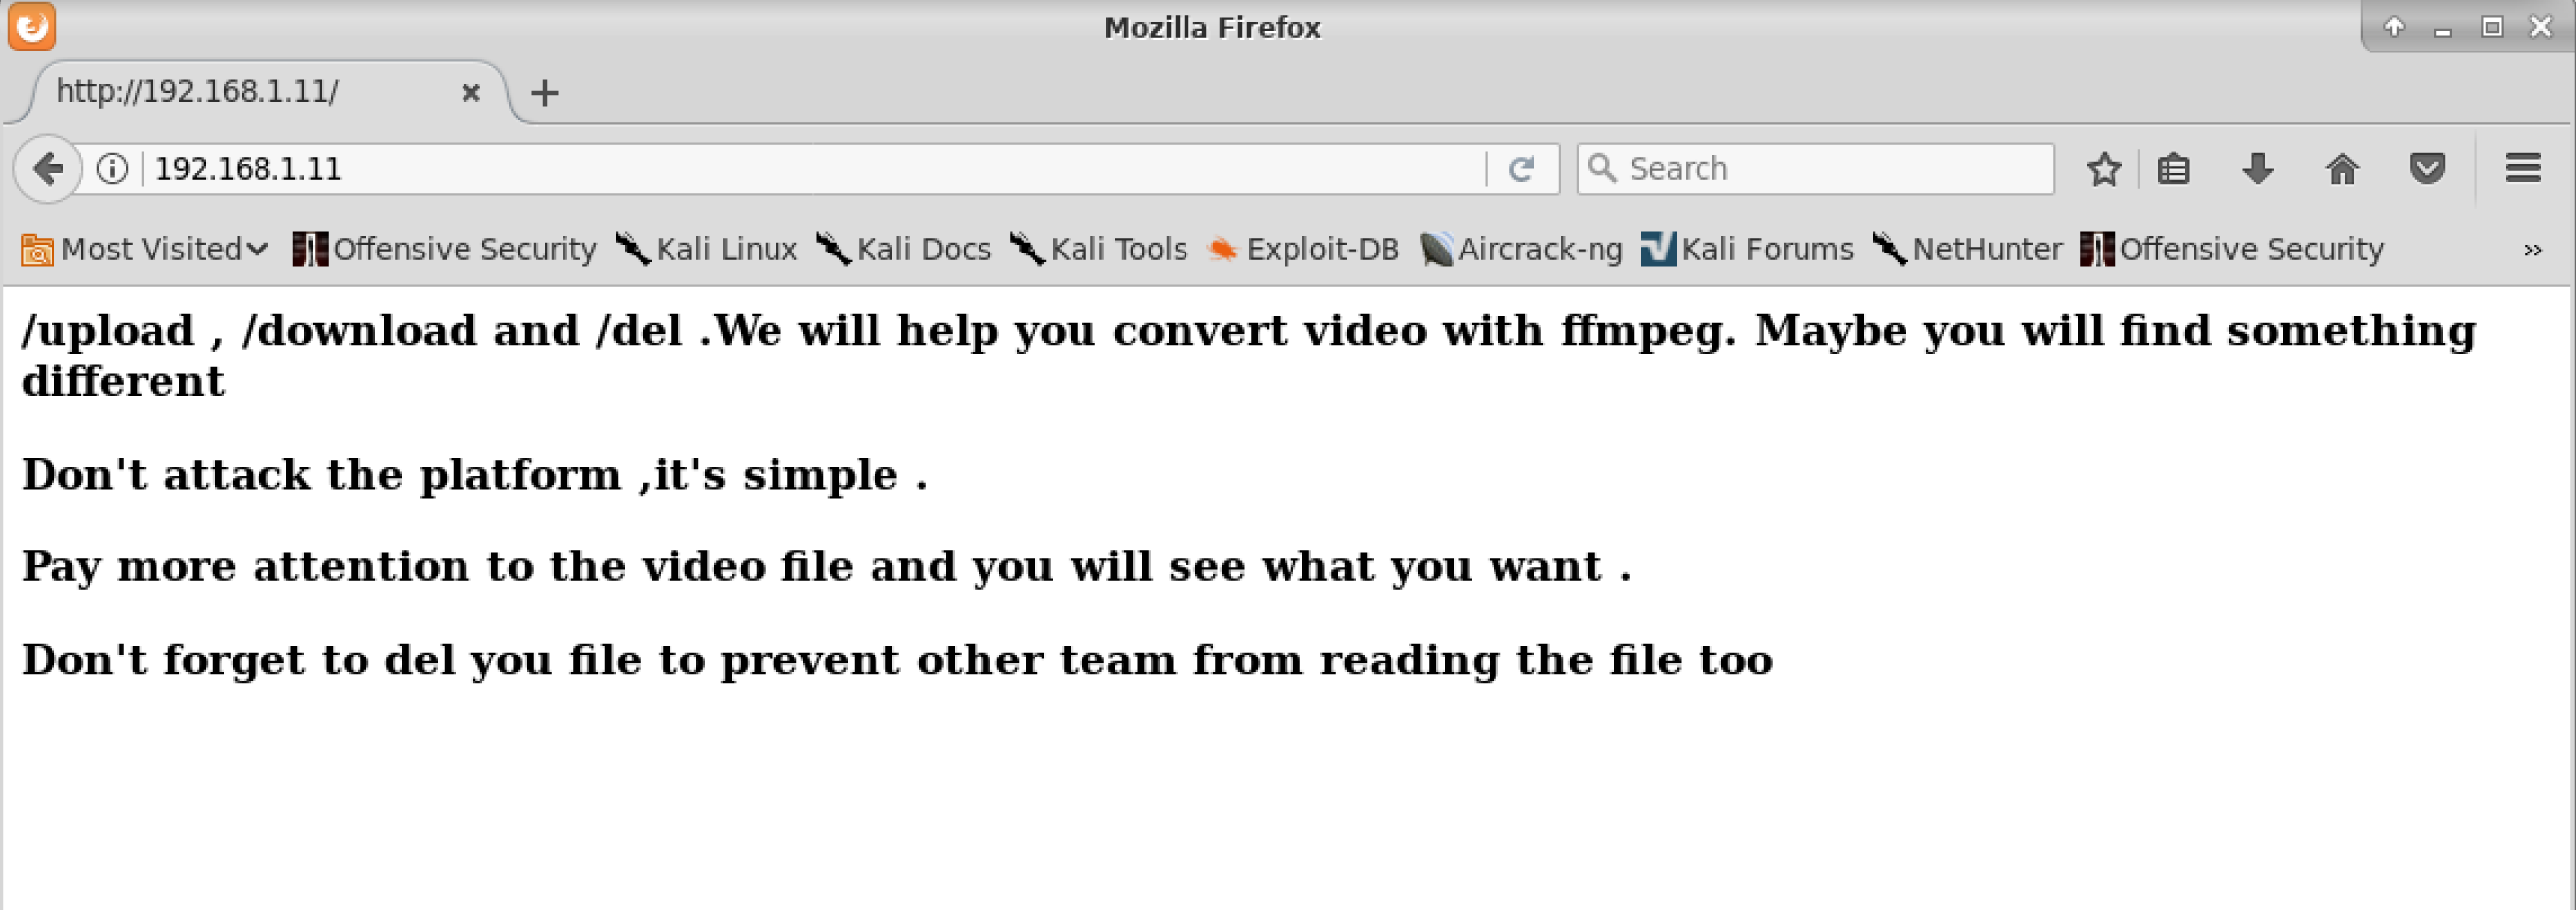 Mozilla Firefox
http://192.168.1.11/
192.168.1.11
Search
Most Visited
Offensive Security
Kali Linux
Kali Docs
Kali Tools
Exploit-DB
Aircrack-ng
Kali Forums
NetHunter
Offensive Security
/upload , /download and /del .We will help you convert video with ffmpeg. Maybe you will find something
different
Don't attack the platform ,it's simple .
Pay more attention to the video file and you will see what you want .
Don't forget to del you file to prevent other team from reading the file too